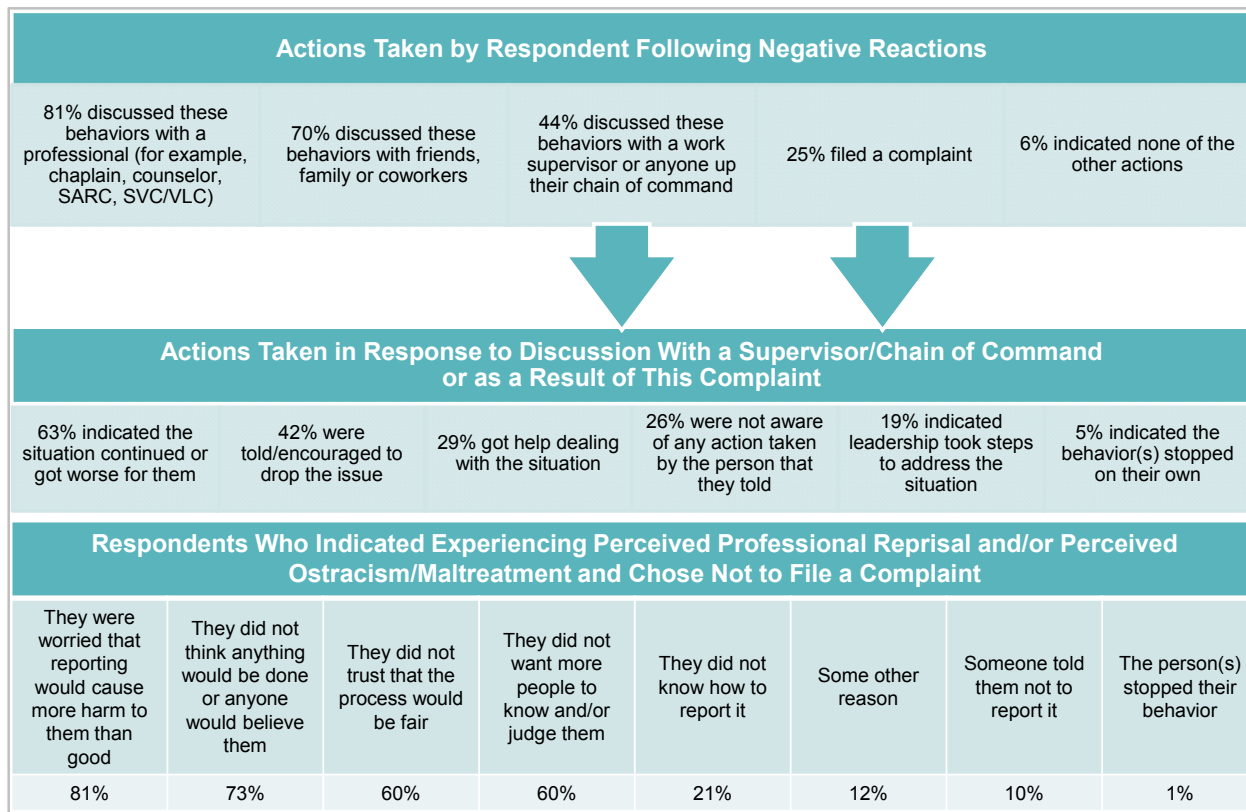 Actions Taken by Respondent Following Negative Reactions
81% discussed these
behaviors with a
professional (for example,
chaplain, counselor,
SARC, SVC/VLC)
70% discussed these
behaviors with friends,
family or coworkers
44% discussed these
behaviors with a work
supervisor or anyone up
their chain of command
25% filed a complaint
6% indicated none of the
other actions
Actions Taken in Response to Discussion With a Supervisor/Chain of Command
or as a Result of This Complaint
63% indicated the
situation continued or
got worse for them
42% were
told/encouraged to
drop the issue
29% got help dealing
with the situation
26% were not aware
of any action taken
by the person that
they told
19% indicated
leadership took steps
to address the
situation
5% indicated the
behavior(s) stopped
on their own
Respondents Who Indicated Experiencing Perceived Professional Reprisal and/or Perceived
Ostracism/Maltreatment and Chose Not to File a Complaint
They were
worried that
reporting
would cause
more harm to
them than
good
They did not
think anything
would be done
or anyone
would believe
them
They did not
trust that the
process would
be fair
They did not
want more
people to
know and/or
judge them
They did not
know how to
report it
Some other
reason
Someone told
them not to
report it
The person(s)
stopped their
behavior
81%
73%
60%
60%
21%
12%
10%
1%